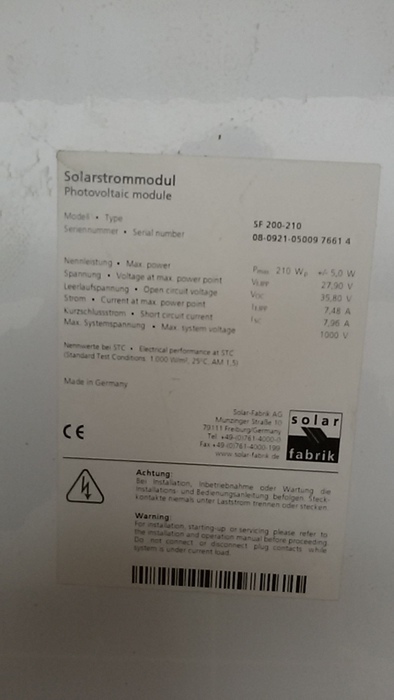 Solarstrommodul
Photovoltaic module
Modell • Type SF 200-210
Seriennummer • Serial number 08-0921-05009 7661 4
Nennleistung • Max. power Pmax 210 Wp +/- 5,0 W
Spannung • Voltage at max. power point VMPP 27,90 V
Leerlaufspannung • Open circuit voltage VOC 35,80 V
Strom • Current at max. power point IMPP 7,48 A
Kurzschlussstrom • Short circuit current ISC 7,96 A
Max. Systemspannung • Max. system voltage 1000 V
Nennwerte bei STC • Electrical performance at STC
(Standard Test Conditions: 1.000 W/m², 25°C, AM 1,5)
Made in Germany
CE
Solar-Fabrik AG
Munzinger Straße 10
79111 Freiburg/Germany
Tel. +49-(0)761-4000-0
Fax +49-(0)761-4000-199
www.solar-fabrik.de
solar
fabrik
Achtung:
Bei Installation, Inbetriebnahme oder Wartung die
Installations- und Bedienungsanleitung befolgen. Steck-
kontakte niemals unter Laststrom trennen oder stecken.
Warning:
For installation, starting-up or servicing please refer to
the installation and operation manual before proceeding.
Do not connect or disconnect plug contacts while
system is under current load.